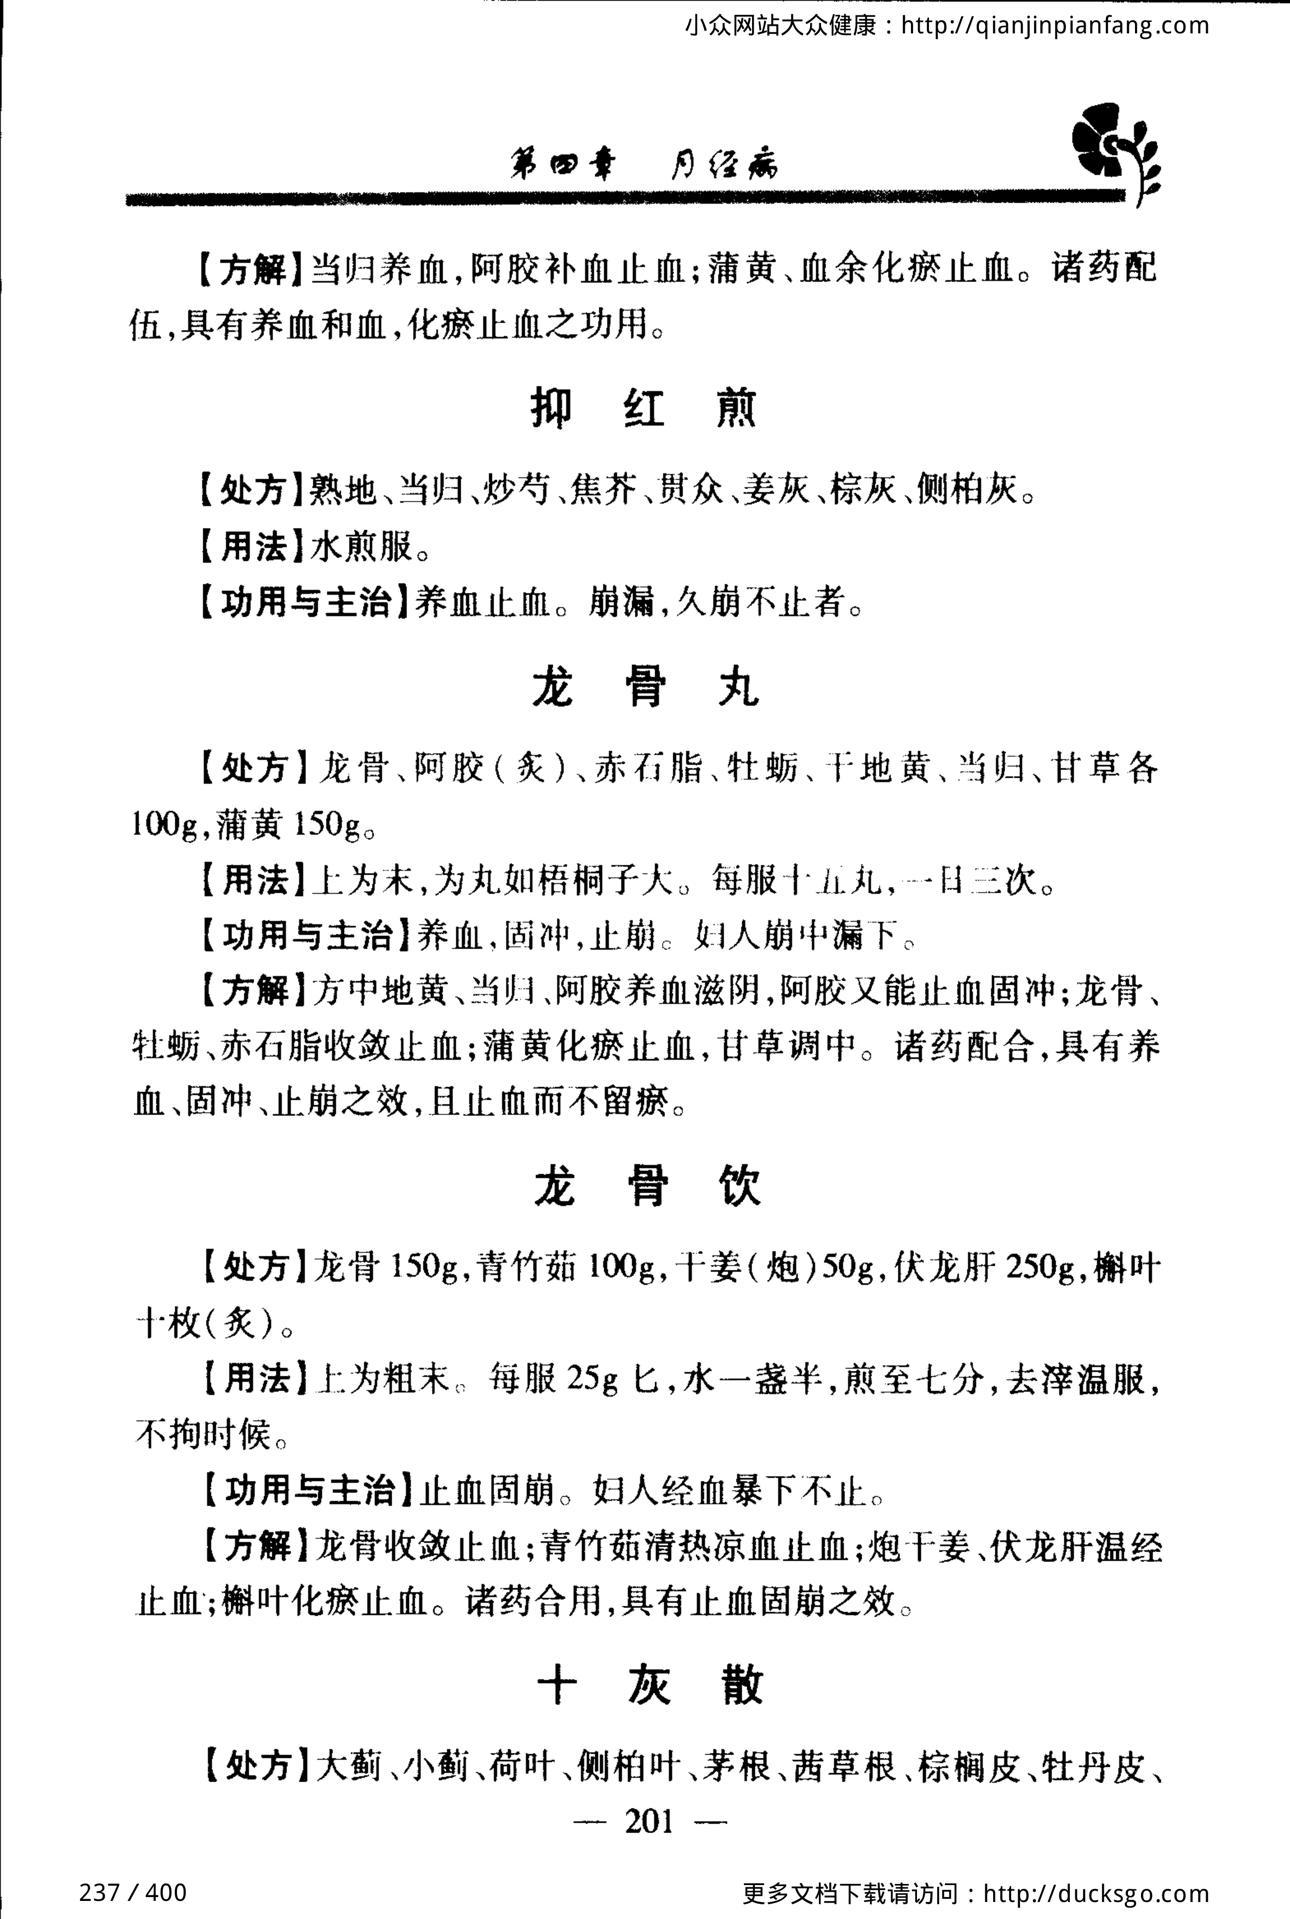 小众网站大众健康：http://qianjinpianfang.com
第四章 月经病
【方解】当归养血，阿胶补血止血；蒲黄、血余化瘀止血。诸药配
伍，具有养血和血，化瘀止血之功用。
抑 红 煎
【处方】熟地、当归、炒芍、焦芥、贯众、姜灰、棕灰、侧柏灰。
【用法】水煎服。
【功用与主治】养血止血。崩漏，久崩不止者。
龙 骨 丸
【处方】龙骨、阿胶（炙）、赤石脂、牡蛎、干地黄、当归、甘草各
100g，蒲黄150g。
【用法】上为末，为丸如梧桐子大。每服十五丸，一日三次。
【功用与主治】养血，固冲，止崩。妇人崩中漏下。
【方解】方中地黄、当归、阿胶养血滋阴，阿胶又能止血固冲；龙骨、
牡蛎、赤石脂收敛止血；蒲黄化瘀止血，甘草调中。诸药配合，具有养
血、固冲、止崩之效，且止血而不留瘀。
龙 骨 饮
【处方】龙骨150g，青竹茹100g，干姜（炮）50g，伏龙肝250g，槲叶
十枚（炙）。
【用法】上为粗末。每服25g匕，水一盏半，煎至七分，去滓温服，
不拘时候。
【功用与主治】止血固崩。妇人经血暴下不止。
【方解】龙骨收敛止血；青竹茹清热凉血止血；炮干姜、伏龙肝温经
止血；槲叶化瘀止血。诸药合用，具有止血固崩之效。
十 灰 散
【处方】大蓟、小蓟、荷叶、侧柏叶、茅根、茜草根、棕榈皮、牡丹皮、
— 201 —
237 / 400
更多文档下载请访问：http://ducksgo.com